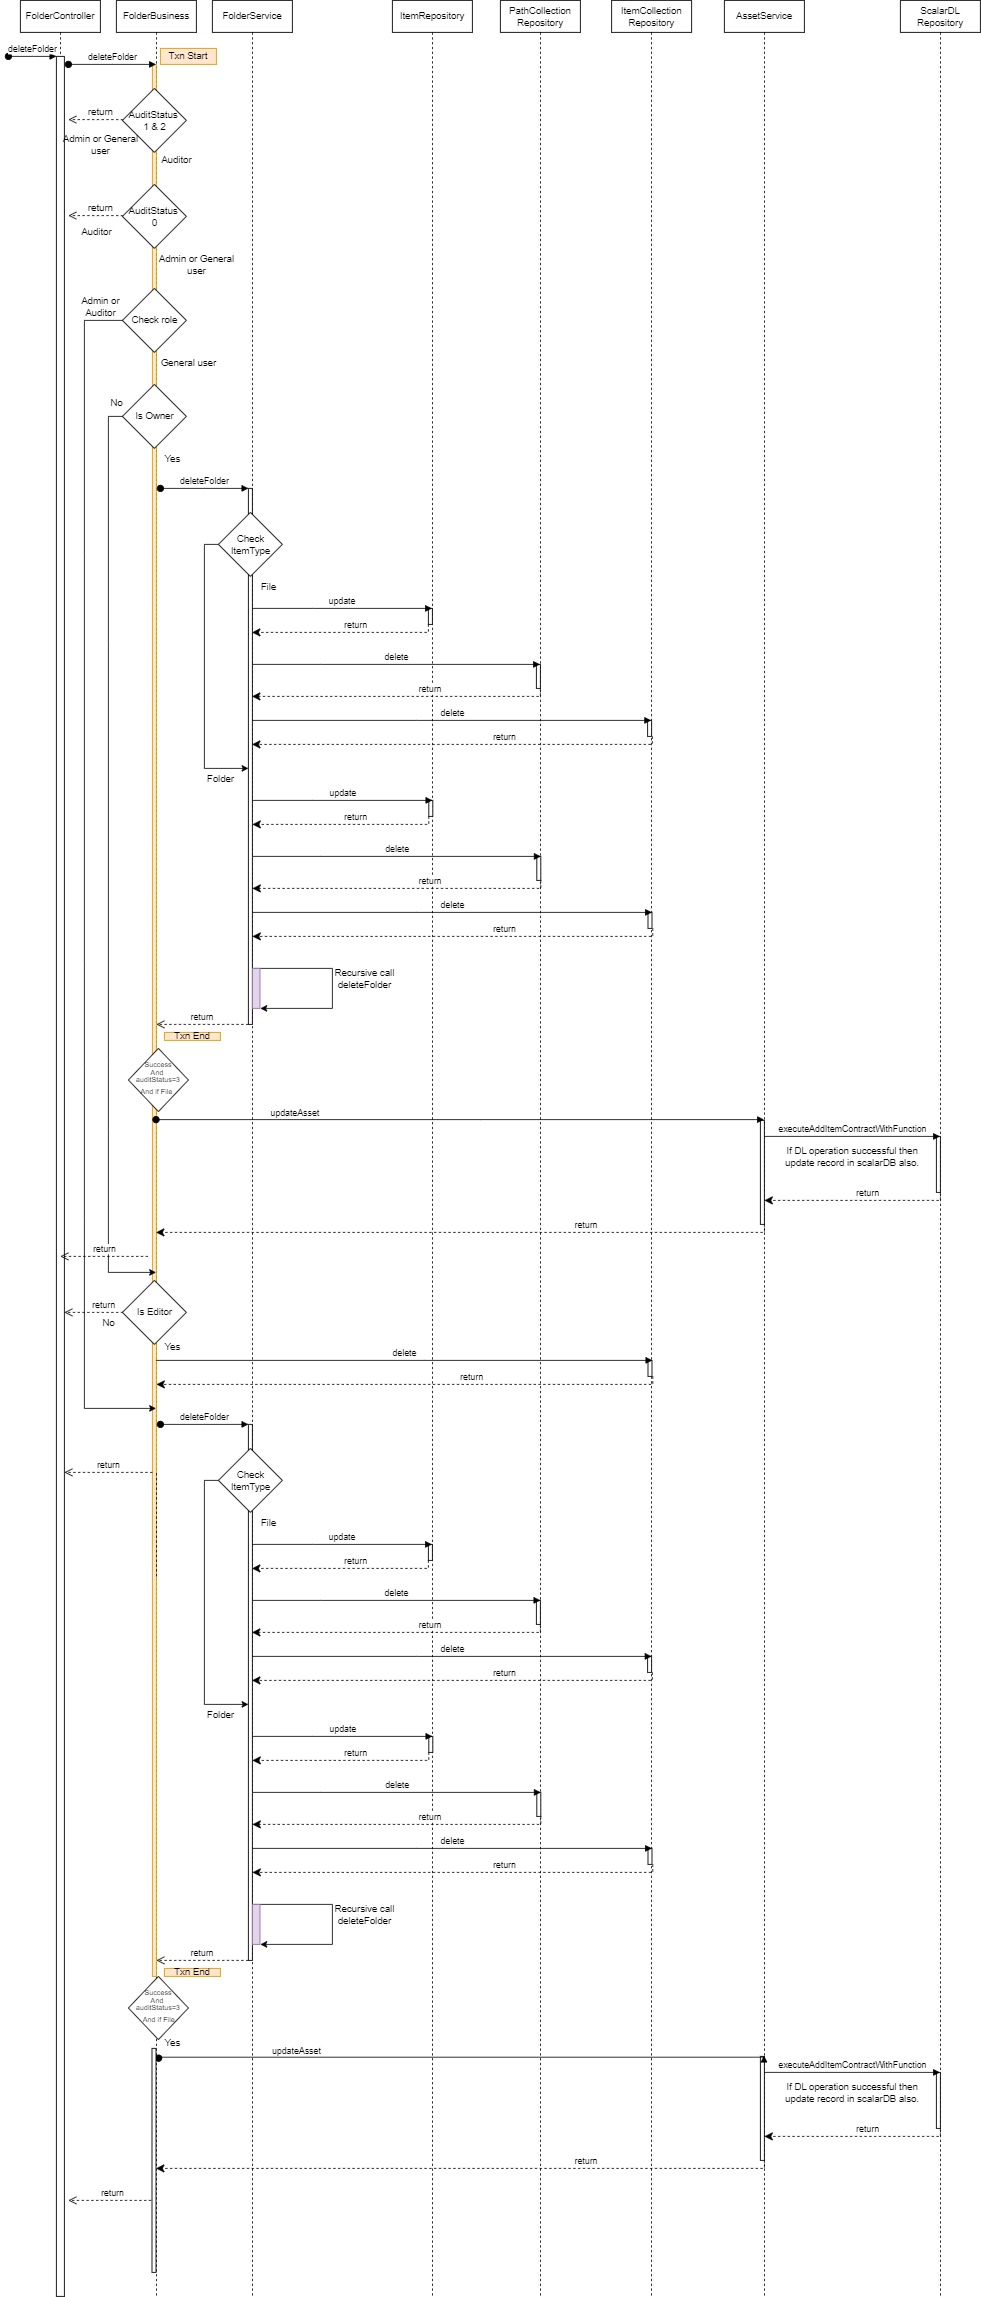 FolderController
FolderBusiness
FolderService
ItemRepository
PathCollection
Repository
ItemCollection
Repository
AssetService
ScalarDL
Repository
deleteFolder
deleteFolder
Txn Start
return
AuditStatus
1 & 2
Admin or General
user
Auditor
return
AuditStatus
0
Auditor
Admin or General
user
Admin or
Auditor
Check role
General user
No
Is Owner
Yes
deleteFolder
Check
ItemType
File
update
return
delete
return
delete
return
Folder
update
return
delete
return
delete
return
Recursive call
deleteFolder
return
Txn End
Success
And
auditStatus=3
And if File
updateAsset
executeAddItemContractWithFunction
If DL operation successful then
update record in scalarDB also.
return
return
return
return
Is Editor
No
Yes
delete
return
deleteFolder
return
Check
ItemType
File
update
return
delete
return
delete
return
Folder
update
return
delete
return
delete
return
Recursive call
deleteFolder
return
Txn End
Success
And
auditStatus=3
And if File
Yes
updateAsset
executeAddItemContractWithFunction
If DL operation successful then
update record in scalarDB also.
return
return
return